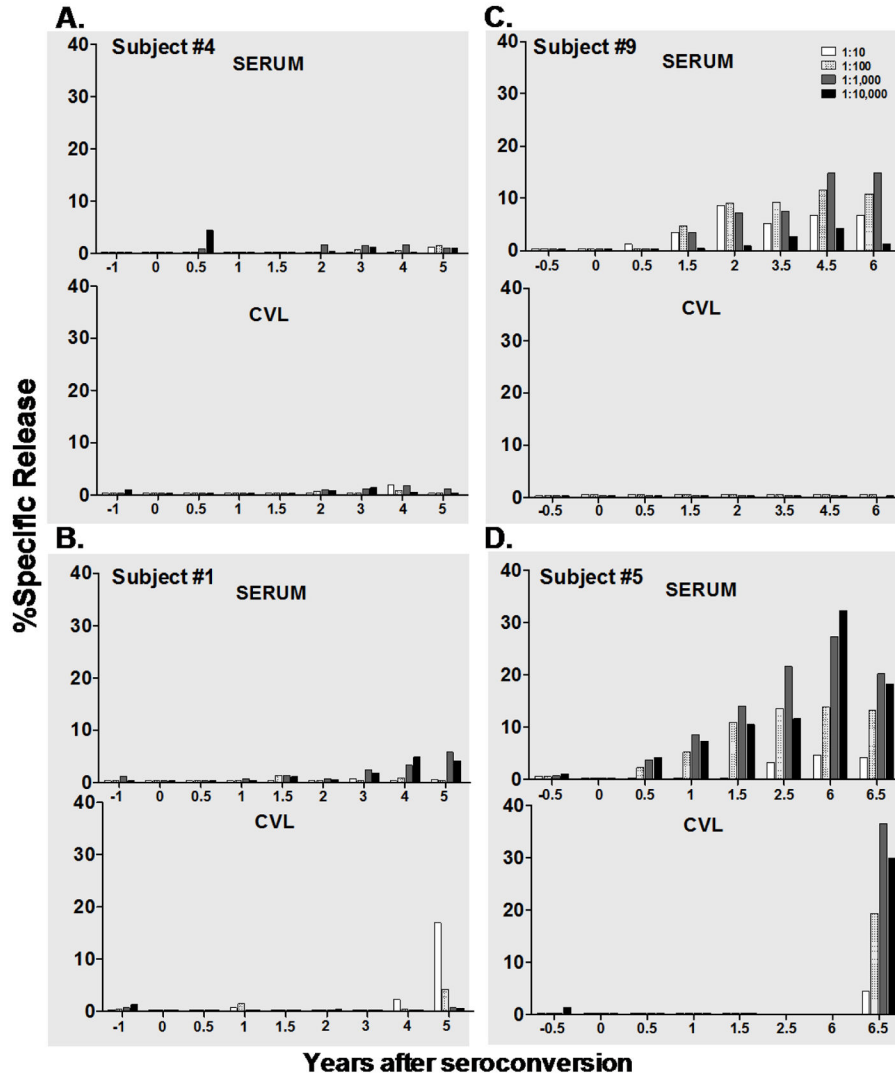 A.
Subject #4
SERUM
40
30
20
10
0
-1 0 0.5 1 1.5 2 3 4 5
CVL
40
30
20
10
0
-1 0 0.5 1 1.5 2 3 4 5
B.
Subject #1
SERUM
40
30
20
10
0
-1 0 0.5 1 1.5 2 3 4 5
CVL
40
30
20
10
0
-1 0 0.5 1 1.5 2 3 4 5
C.
Subject #9
SERUM
1:10
1:100
1:1,000
1:10,000
40
30
20
10
0
-0.5 0 0.5 1.5 2 3.5 4.5 6
CVL
40
30
20
10
0
-0.5 0 0.5 1.5 2 3.5 4.5 6
D.
Subject #5
SERUM
40
30
20
10
0
-0.5 0 0.5 1 1.5 2.5 6 6.5
CVL
40
30
20
10
0
-0.5 0 0.5 1 1.5 2.5 6 6.5
%Specific Release
Years after seroconversion